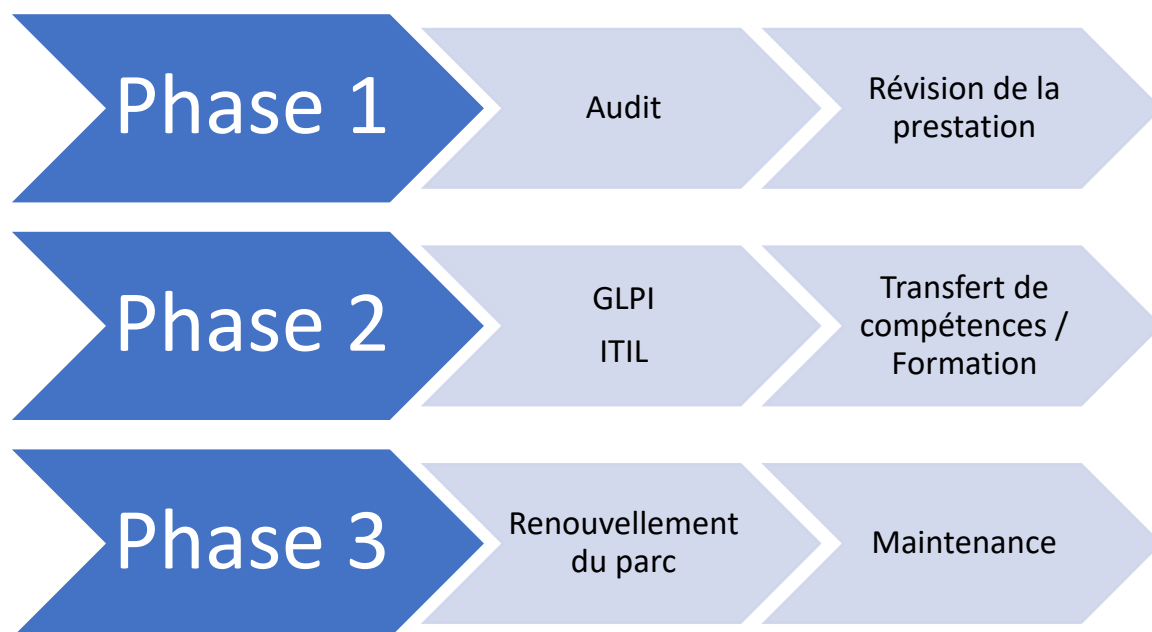 Phase 1
Audit
Révision de la
prestation
Phase 2
GLPI
ITIL
Transfert de
compétences /
Formation
Phase 3
Renouvellement
du parc
Maintenance